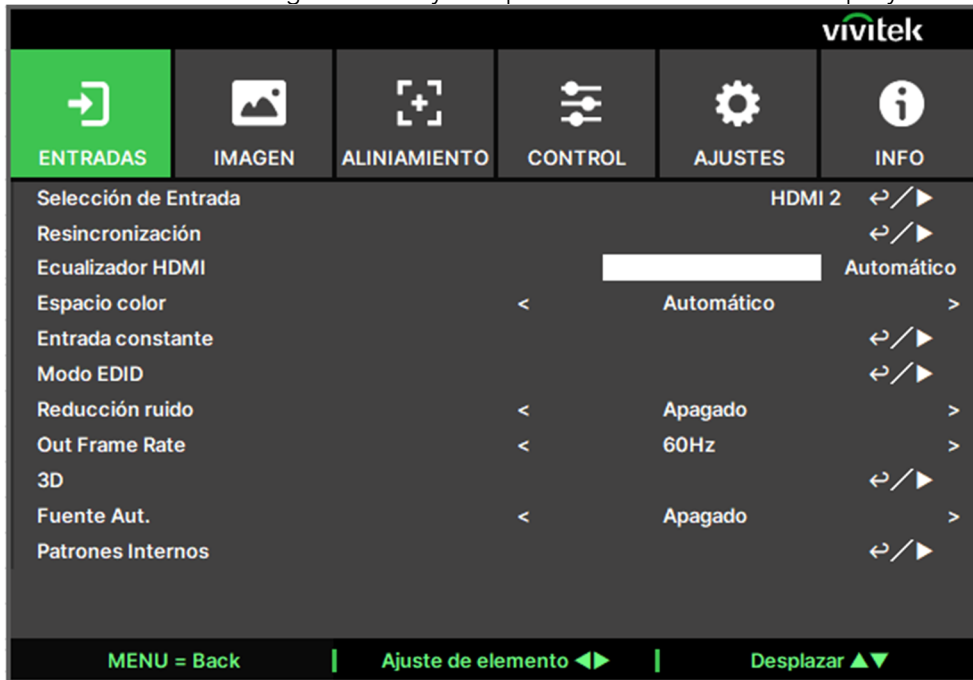 vivitek
ENTRADAS IMAGEN ALINIAMIENTO CONTROL AJUSTES INFO
Selección de Entrada HDMI 2 ↩/▶
Resincronización ↩/▶
Ecualizador HDMI Automático
Espacio color < Automático >
Entrada constante ↩/▶
Modo EDID ↩/▶
Reducción ruido < Apagado >
Out Frame Rate < 60Hz >
3D ↩/▶
Fuente Aut. < Apagado >
Patrones Internos ↩/▶
MENU = Back | Ajuste de elemento ◀▶ | Desplazar ▲▼